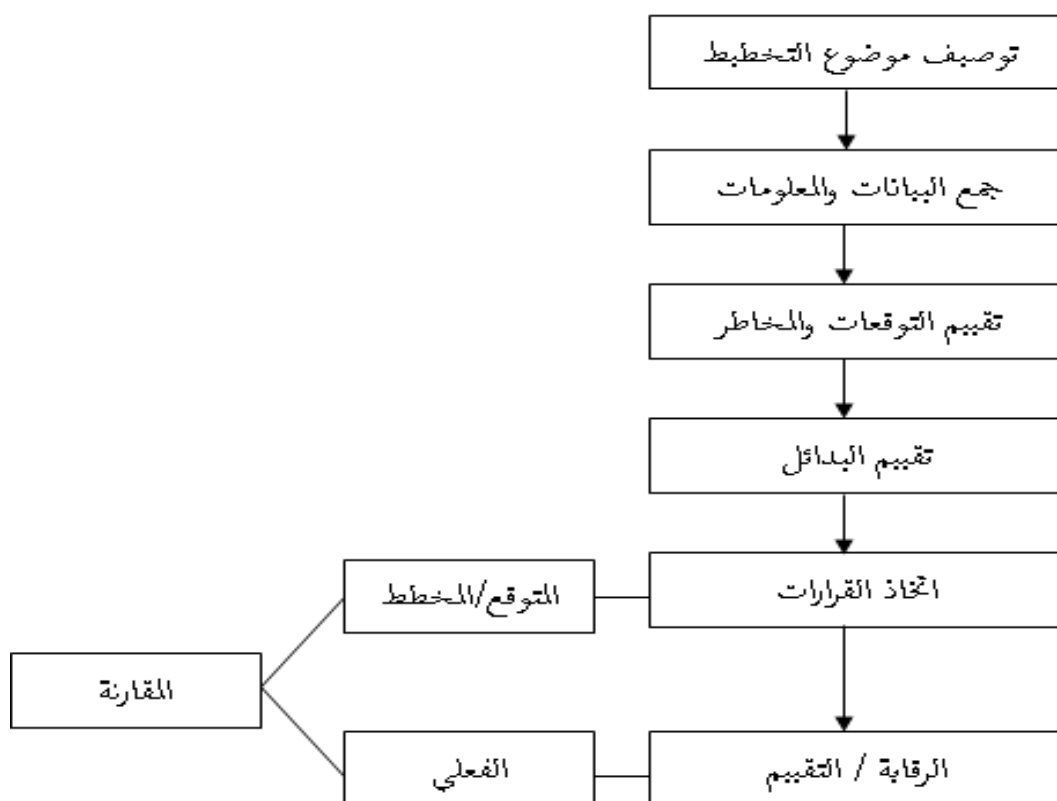 توصيف موضوع التخطيط
جمع البيانات والمعلومات
تقييم التوقعات والمخاطر
تقييم البدائل
اتخاذ القرارات
المتوقع/المخطط
المقارنة
الرقابة / التقييم
الفعلي